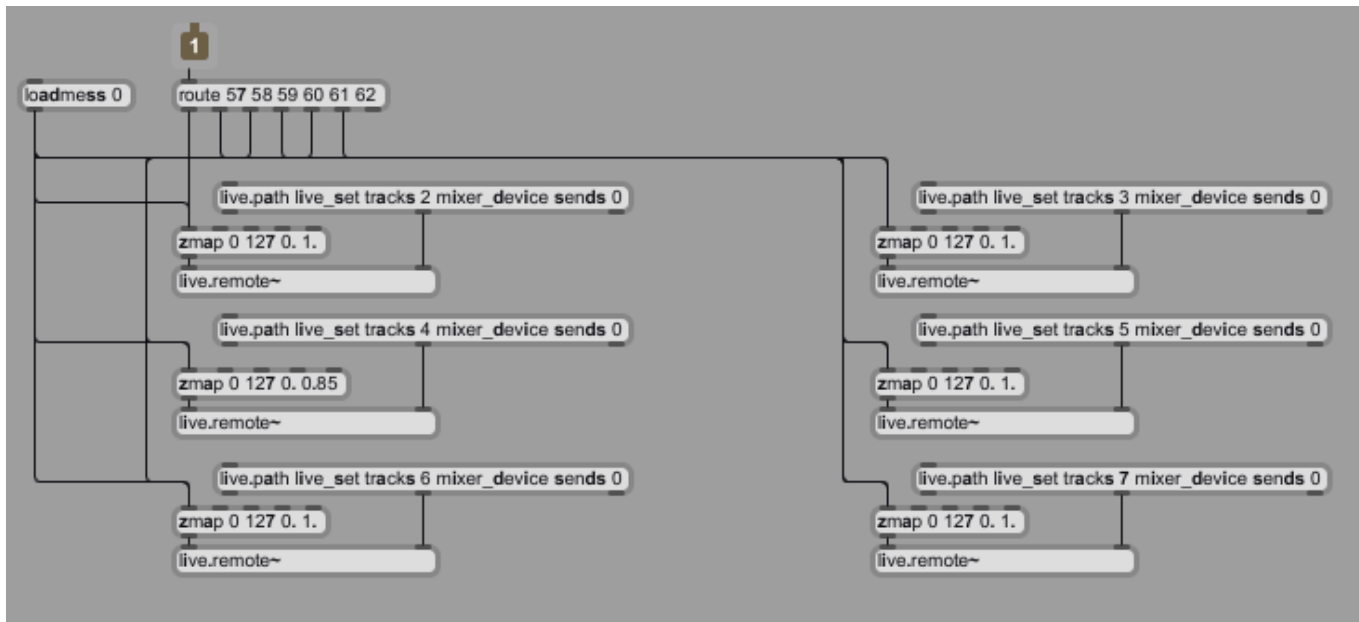 1
loadmess 0
route 57 58 59 60 61 62
live.path live_set tracks 2 mixer_device sends 0
live.path live_set tracks 3 mixer_device sends 0
zmap 0 127 0. 1.
zmap 0 127 0. 1.
live.remote~
live.remote~
live.path live_set tracks 4 mixer_device sends 0
live.path live_set tracks 5 mixer_device sends 0
zmap 0 127 0. 0.85
zmap 0 127 0. 1.
live.remote~
live.remote~
live.path live_set tracks 6 mixer_device sends 0
live.path live_set tracks 7 mixer_device sends 0
zmap 0 127 0. 1.
zmap 0 127 0. 1.
live.remote~
live.remote~